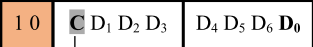 1 0 C D₁ D₂ D₃ D₄ D₅ D₆ D₀